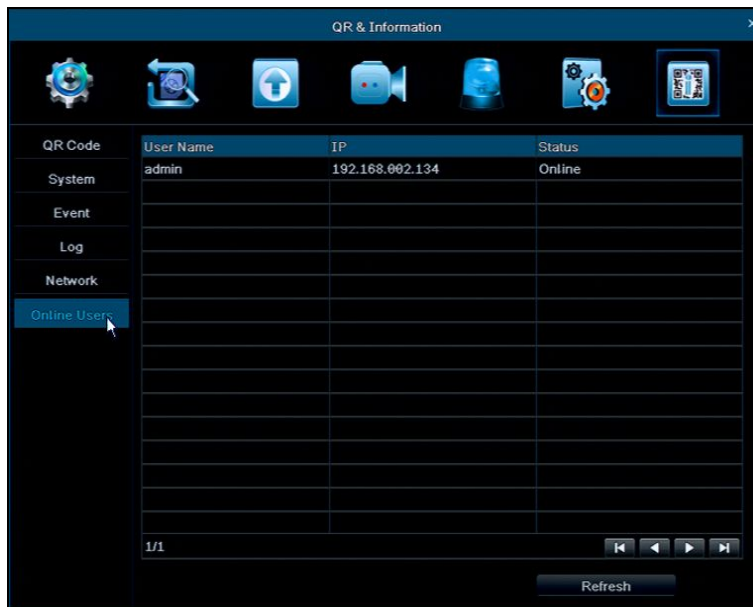 QR & Information
QR Code
System
Event
Log
Network
Online Users
User Name IP Status
admin 192.168.002.134 Online
1/1
Refresh